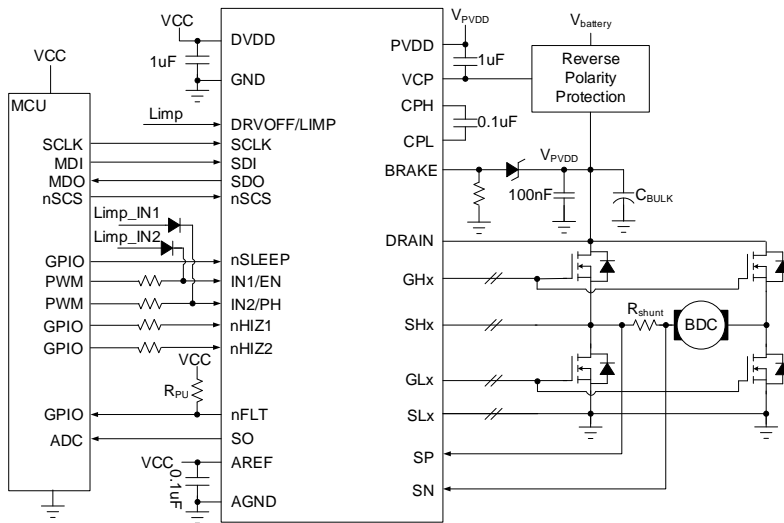 VCC
MCU
SCLK
MDI
MDO
nSCS
GPIO
PWM
PWM
GPIO
GPIO
GPIO
ADC
VCC
1uF
Limp
Limp_IN1
Limp_IN2
VCC
RPU
VCC
0.1uF
DVDD
GND
DRVOFF/LIMP
SCLK
SDI
SDO
nSCS
nSLEEP
IN1/EN
IN2/PH
nHIZ1
nHIZ2
nFLT
SO
AREF
AGND
PVDD
VCP
CPH
CPL
BRAKE
DRAIN
GHx
SHx
GLx
SLx
SP
SN
VPVDD
1uF
0.1uF
Vbattery
Reverse
Polarity
Protection
VPVDD
100nF
CBULK
Rshunt
BDC